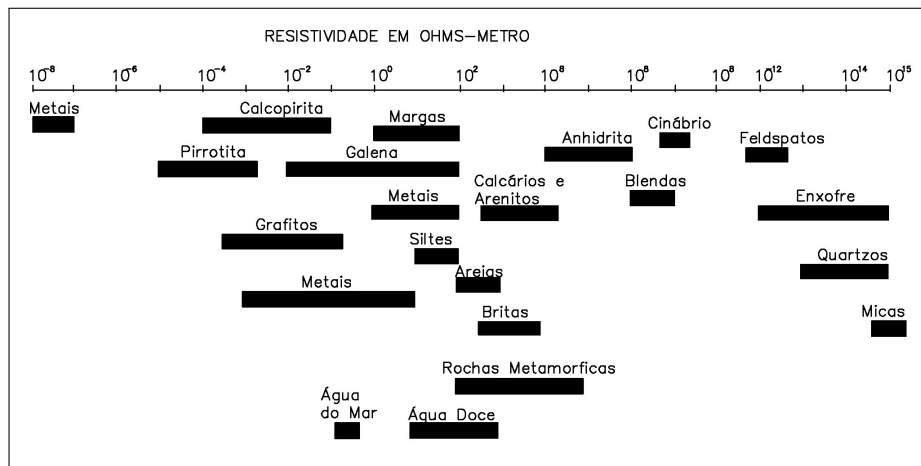 RESISTIVIDADE EM OHMS-METRO
10⁻⁸ 10⁻⁶ 10⁻⁴ 10⁻² 10⁰ 10² 10⁶ 10⁸ 10⁸ 10¹² 10¹⁴ 10¹⁵
Metais Calcopirita Margas Anhidrita Cinábrio Feldspatos
Pirrotita Galena
Metais Calcários e Arenitos Blendas Enxofre
Grafitos Siltes Quartzos
Metais Areias
Britas Micas
Rochas Metamorficas
Água
do Mar Áqua Doce